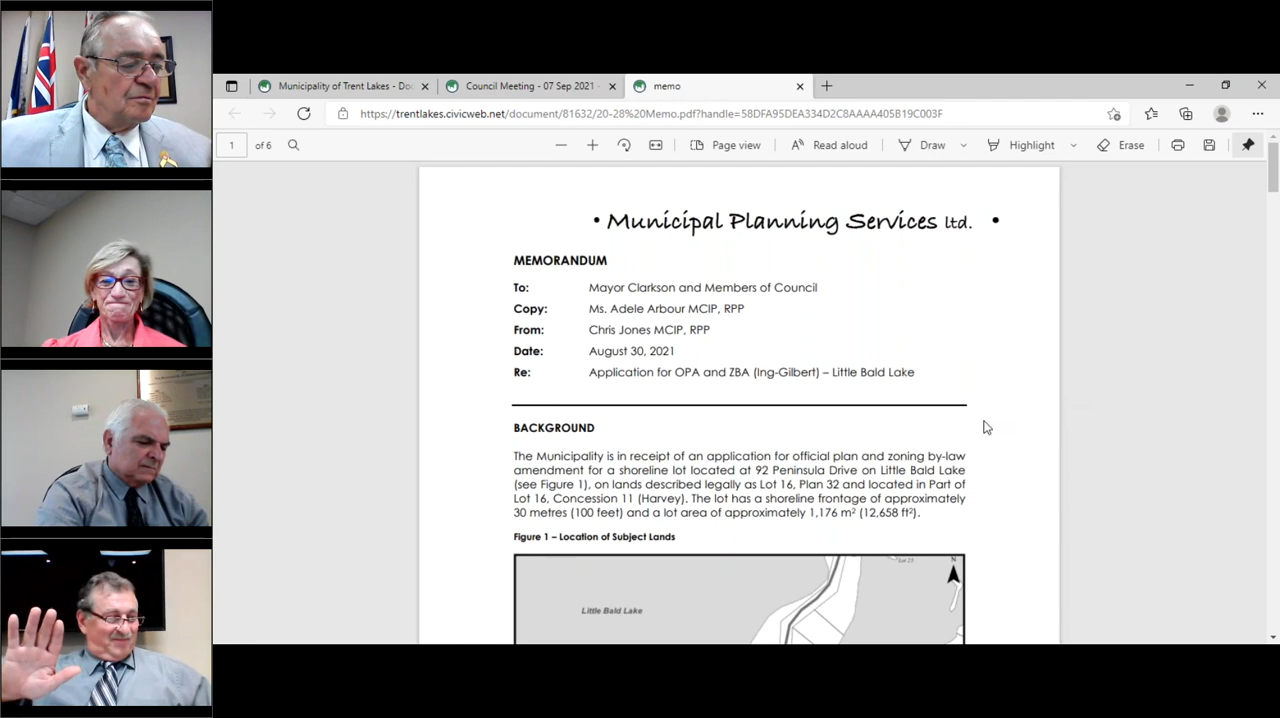 Municipality of Trent Lakes - Doc
Council Meeting - 07 Sep 2021 -
memo
https://trentlakes.civicweb.net/document/81632/20-28%20Memo.pdf?handle=58DFA95DEA334D2C8AAAA405B19C003F
1 of 6
Page view
Read aloud
Draw
Highlight
Erase
• Municipal Planning Services ltd. •
MEMORANDUM
To: Mayor Clarkson and Members of Council
Copy: Ms. Adele Arbour MCIP, RPP
From: Chris Jones MCIP, RPP
Date: August 30, 2021
Re: Application for OPA and ZBA (Ing-Gilbert) – Little Bald Lake
BACKGROUND
The Municipality is in receipt of an application for official plan and zoning by-law
amendment for a shoreline lot located at 92 Peninsula Drive on Little Bald Lake
(see Figure 1), on lands described legally as Lot 16, Plan 32 and located in Part of
Lot 16, Concession 11 (Harvey). The lot has a shoreline frontage of approximately
30 metres (100 feet) and a lot area of approximately 1,176 m² (12,658 ft²).
Figure 1 – Location of Subject Lands
Little Bald Lake
N